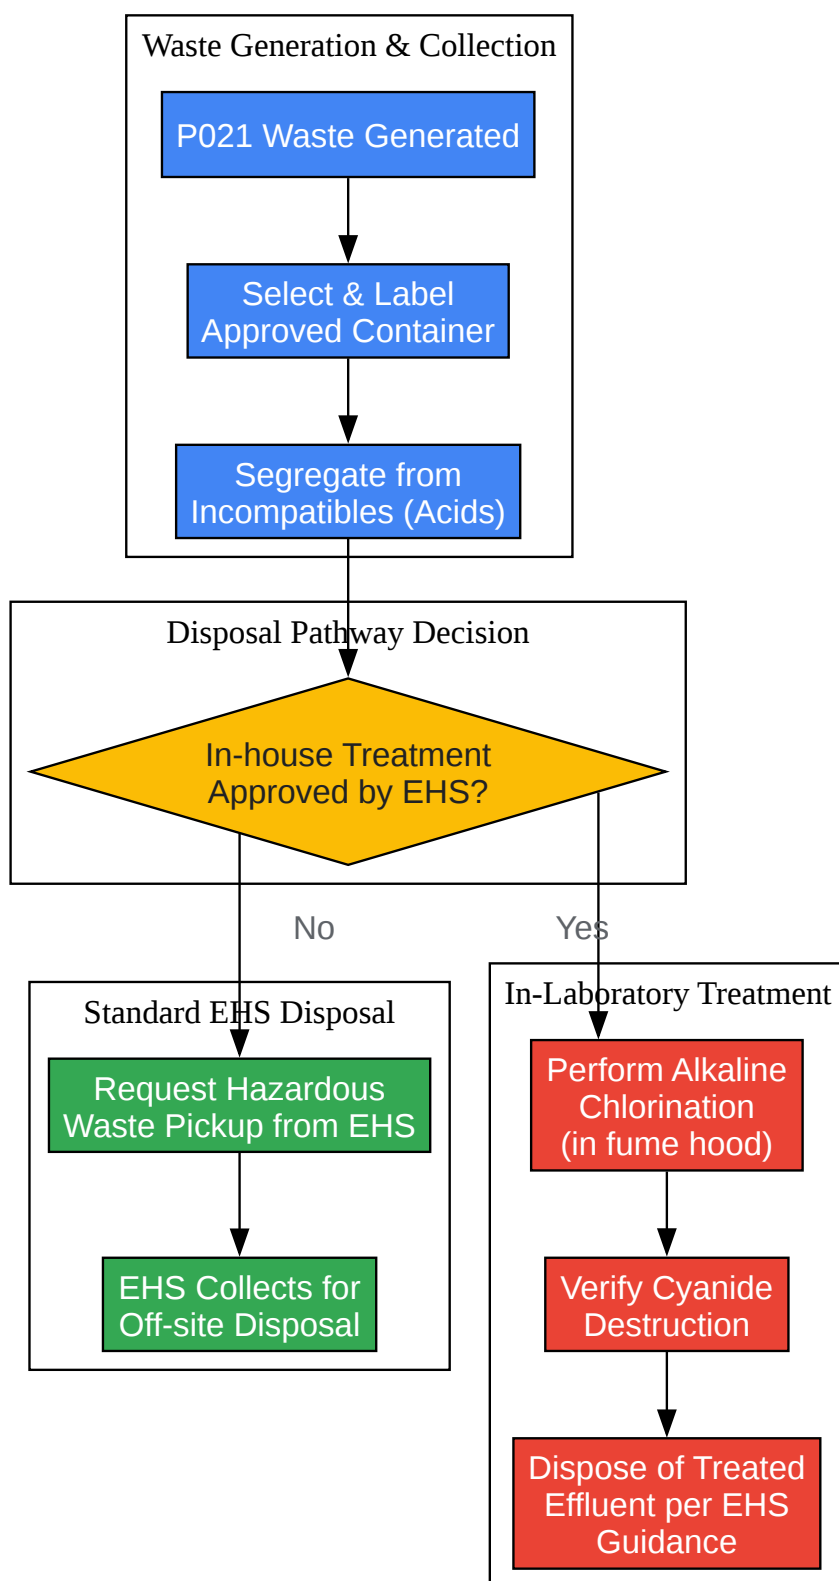 Waste Generation & Collection
P021 Waste Generated
Select & Label
Approved Container
Segregate from
Incompatibles (Acids)
Disposal Pathway Decision
In-house Treatment
Approved by EHS?
No
Yes
Standard EHS Disposal
Request Hazardous
Waste Pickup from EHS
EHS Collects for
Off-site Disposal
In-Laboratory Treatment
Perform Alkaline
Chlorination
(in fume hood)
Verify Cyanide
Destruction
Dispose of Treated
Effluent per EHS
Guidance